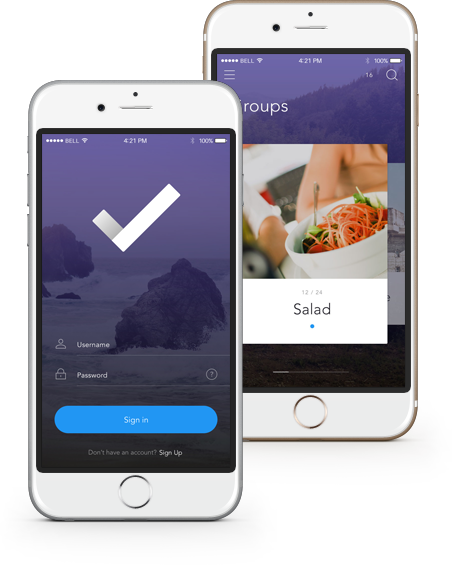 BELL 4:21 PM 100%
16
Groups
12 / 24
Salad
BELL 4:21 PM 100%
Username
Password ?
Sign in
Don't have an account? Sign Up